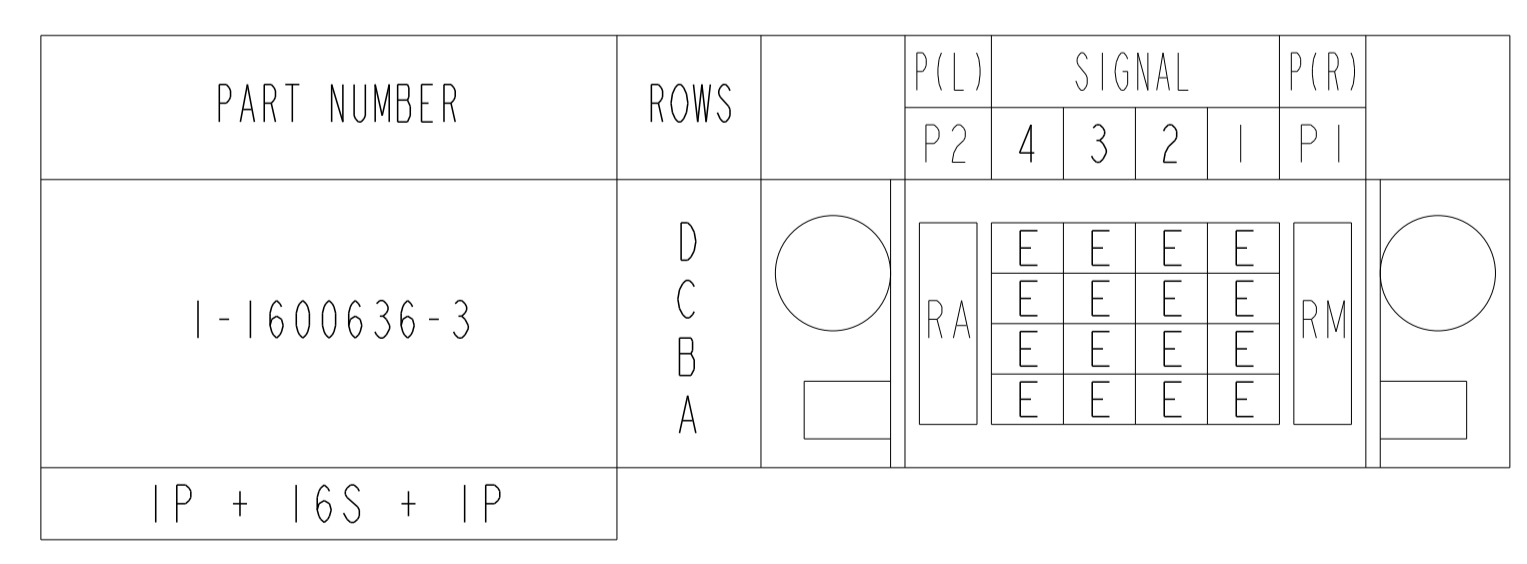 PART NUMBER ROWS P(L) SIGNAL P(R)
P2 4 3 2 1 P1
1-1600636-3
D
C
B
A
RA
E E E E
E E E E
E E E E
E E E E
RM
1P + 16S + 1P